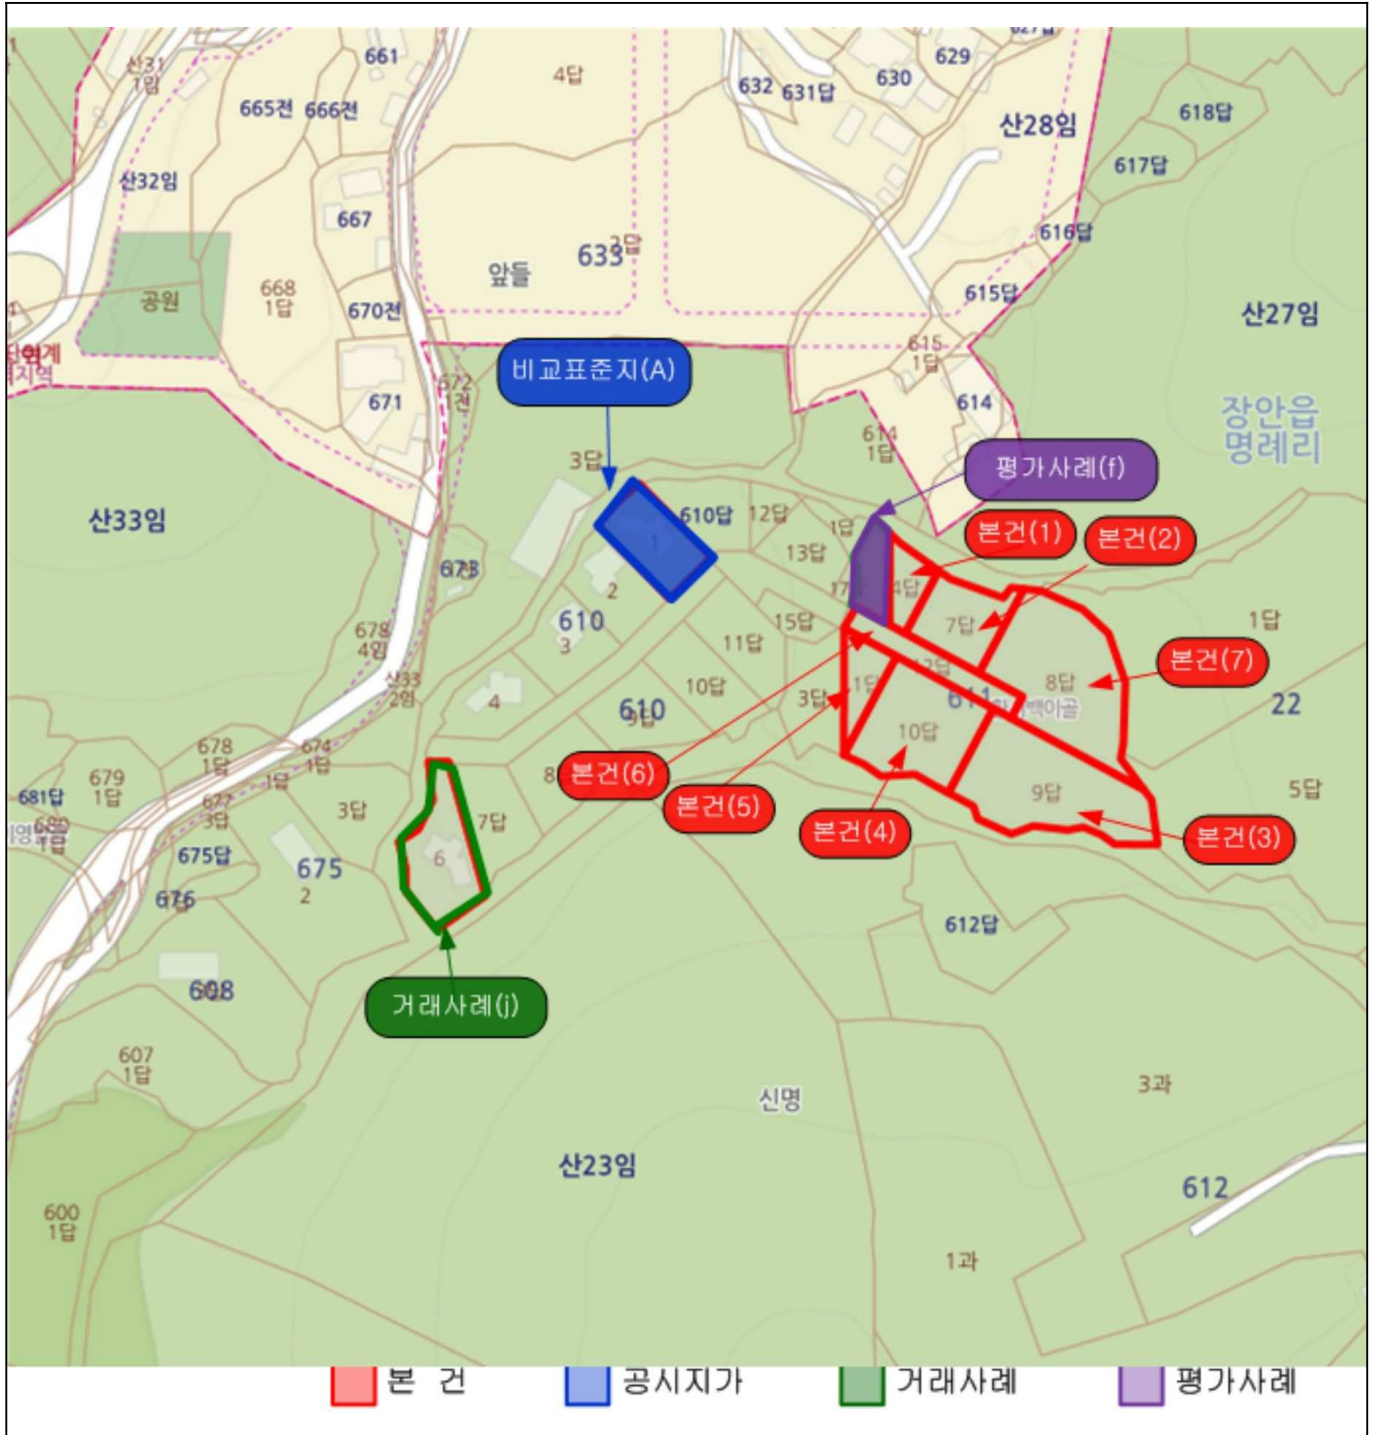 661
4답
632
631답
630
629
산31
1임
665전
666전
산28임
618답
617답
산32임
667
633
앞들
616답
615답
산27임
공원
668
1답
670전
615
1답
비교표준지(A)
672
1전
671
614
장안읍
명례리
614
1답
3답
평가사례(f)
산33임
610답
12답
1답
본건(1)
본건(2)
13답
1
4답
2
610
3
15답
7답
1답
678
4임
11답
본건(7)
산33
2임
10답
3답
1답
8답
4
610
9답
611
22
10답
678
1답
674
1답
679
1답
1답
본건(6)
5답
681답
677
3답
3답
7답
본건(5)
9답
본건(4)
본건(3)
675답
675
2
6
676
612답
608
거래사례(j)
607
1답
신명
3과
산23임
612
600
1답
1과
본 건
공시지가
거래사례
평가사례